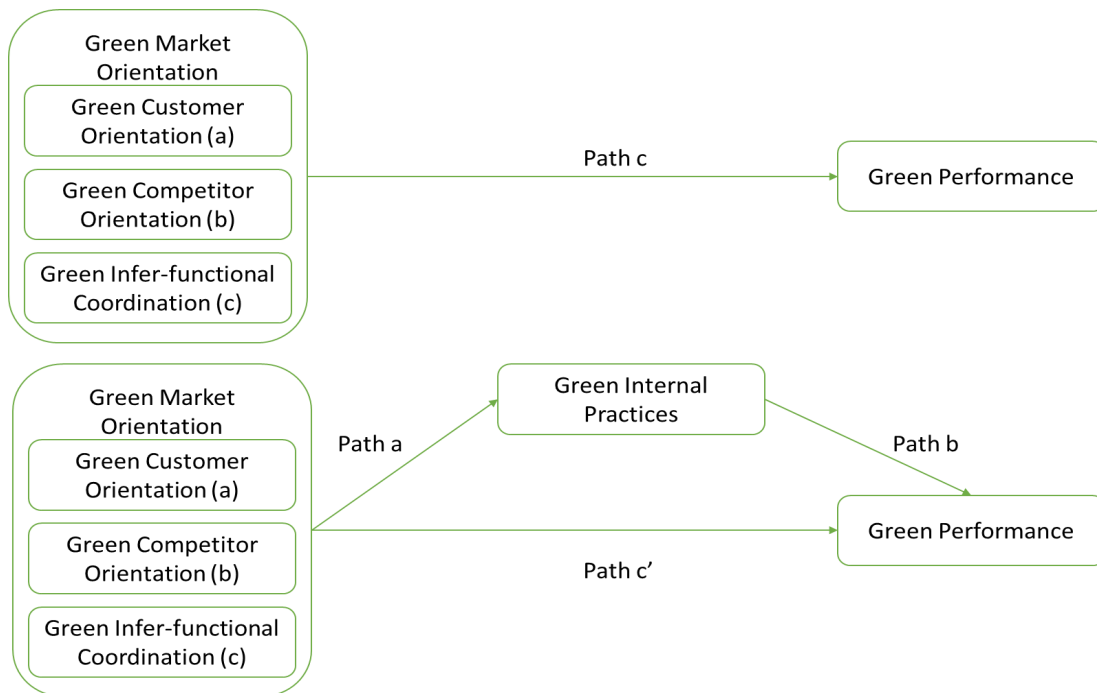 Green Market
Orientation
Green Customer
Orientation (a)
Green Competitor
Orientation (b)
Green Infer-functional
Coordination (c)
Path c
Green Performance
Green Market
Orientation
Green Customer
Orientation (a)
Green Competitor
Orientation (b)
Green Infer-functional
Coordination (c)
Path a
Green Internal
Practices
Path b
Green Performance
Path c’